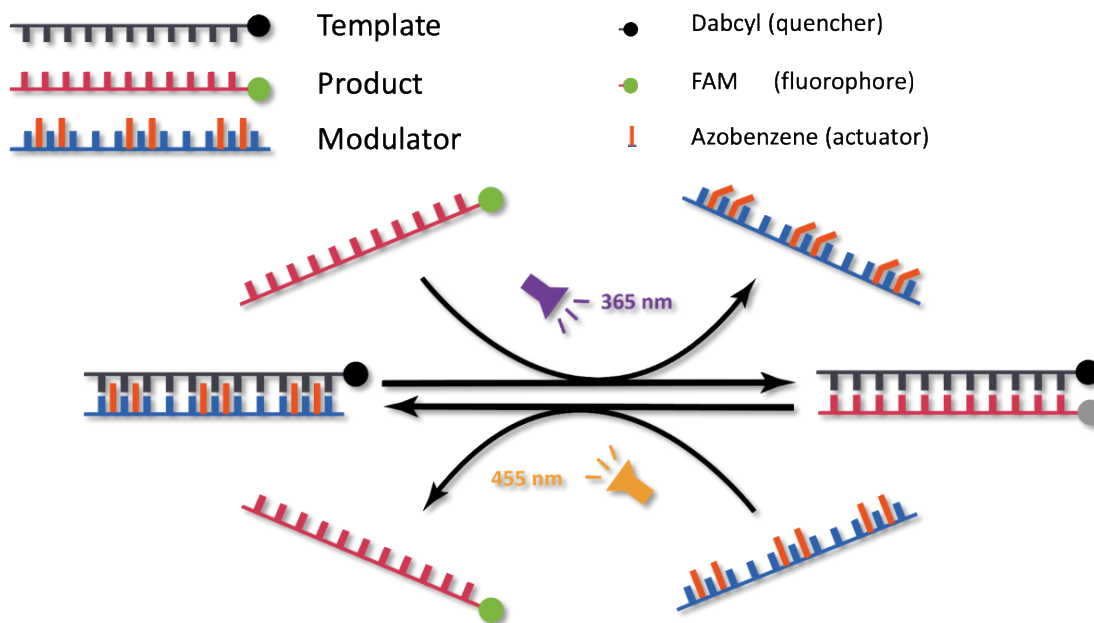 Template
Dabcyl (quencher)
Product
FAM (fluorophore)
Modulator
Azobenzene (actuator)
365 nm
455 nm